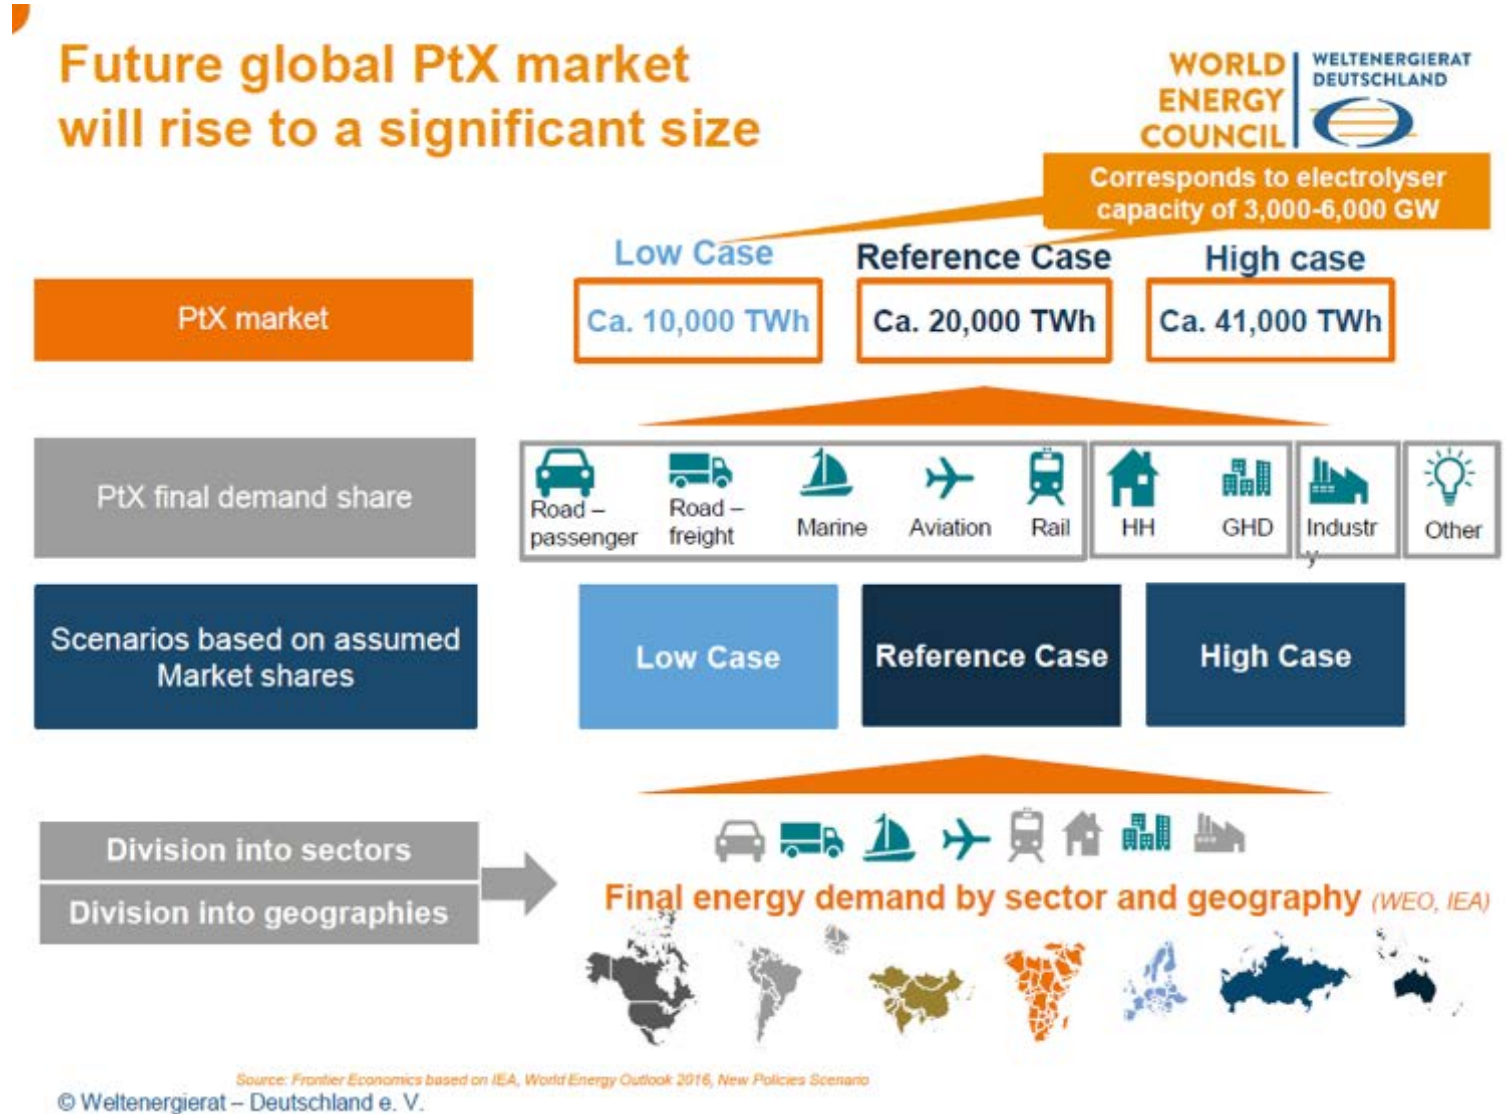 Future global PtX market
will rise to a significant size
WORLD
ENERGY
COUNCIL
WELTENERGIERAT
DEUTSCHLAND
Corresponds to electrolyser
capacity of 3,000-6,000 GW
Low Case
Reference Case
High case
PtX market
Ca. 10,000 TWh
Ca. 20,000 TWh
Ca. 41,000 TWh
PtX final demand share
Road –
passenger
Road –
freight
Marine
Aviation
Rail
HH
GHD
Industr
y
Other
Scenarios based on assumed
Market shares
Low Case
Reference Case
High Case
Division into sectors
Division into geographies
Final energy demand by sector and geography (WEO, IEA)
Source: Frontier Economics based on IEA, World Energy Outlook 2016, New Policies Scenario
© Weltenergierat – Deutschland e. V.